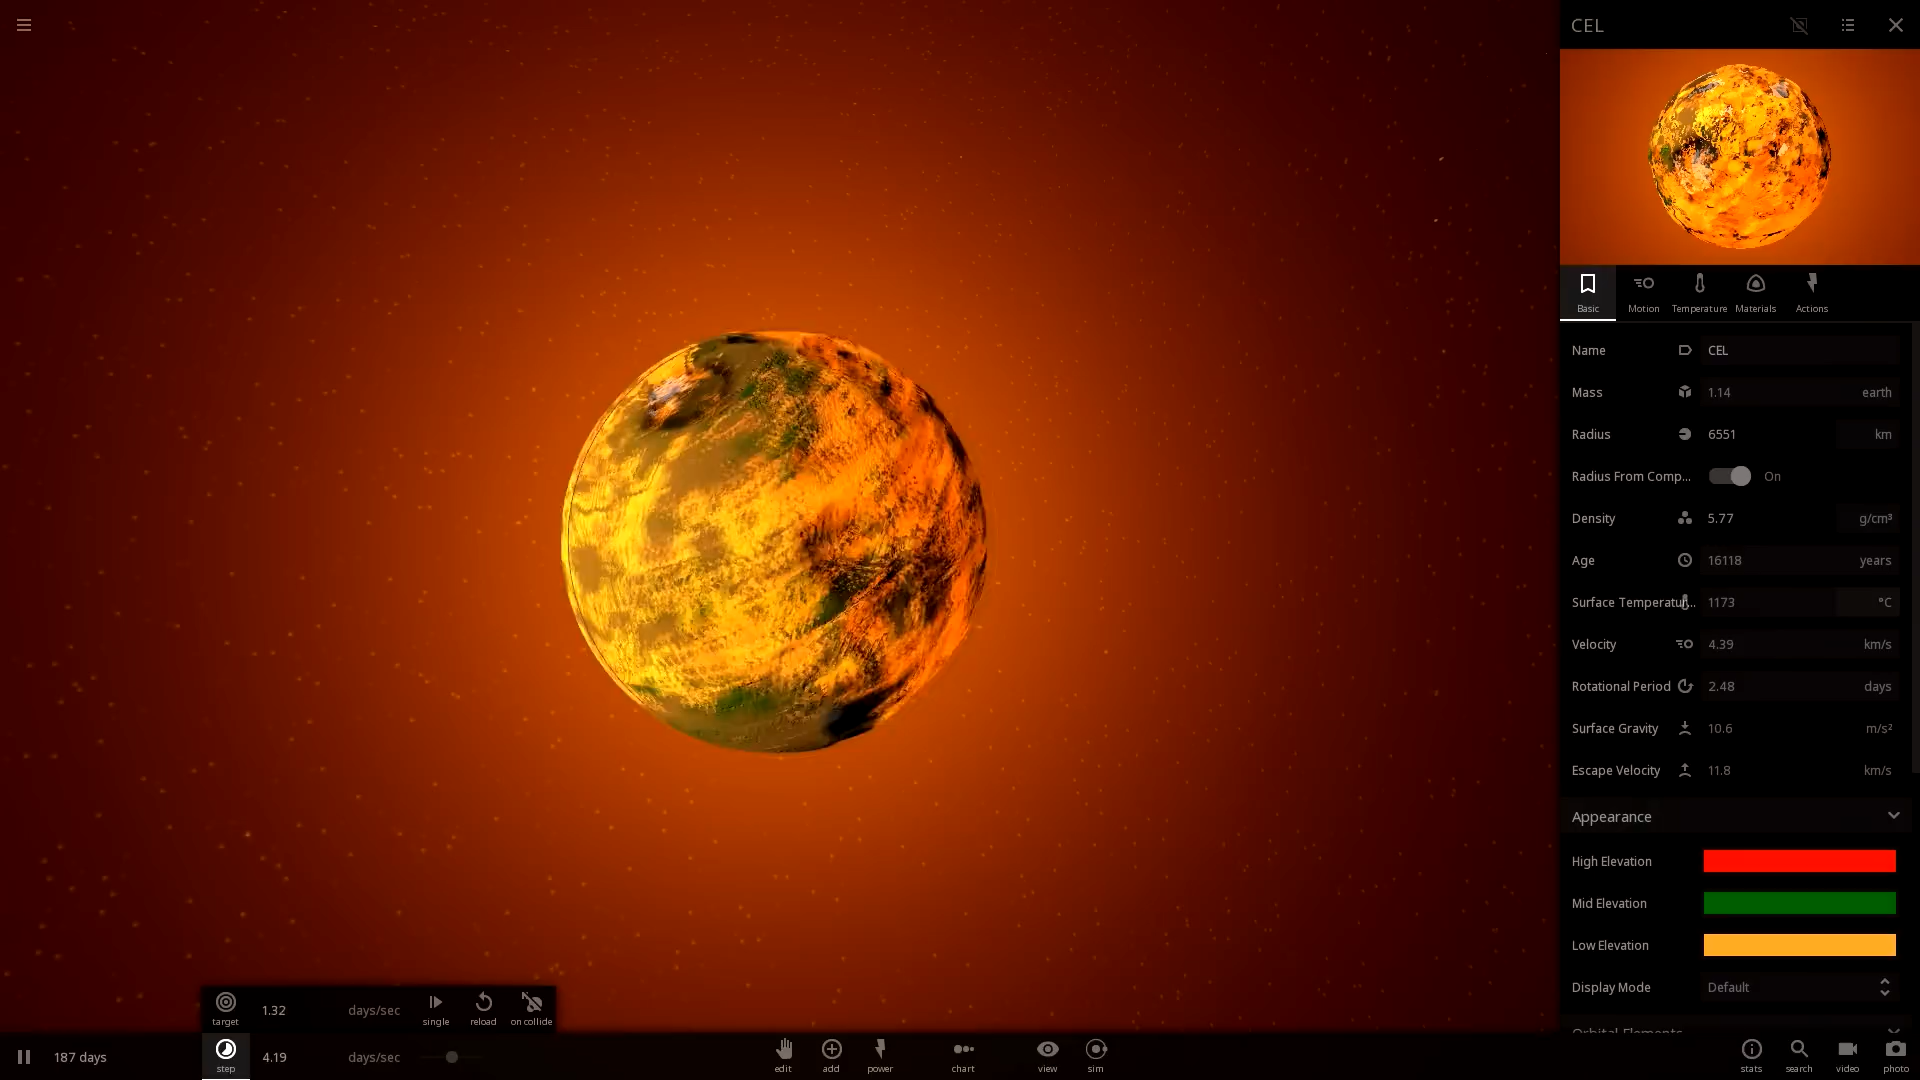 CEL
Basic
Motion
Temperature
Materials
Actions
Name CEL
Mass 1.14 earth
Radius 6551 km
Radius From Comp... On
Density 5.77 g/cm³
Age 16118 years
Surface Temperatur... 1173 °C
Velocity 4.39 km/s
Rotational Period 2.48 days
Surface Gravity 10.6 m/s²
Escape Velocity 11.8 km/s
Appearance
High Elevation
Mid Elevation
Low Elevation
Display Mode Default
Orbital Elements
target 1.32 days/sec single reload on collide
187 days step 4.19 days/sec edit add power chart view sim stats search video photo